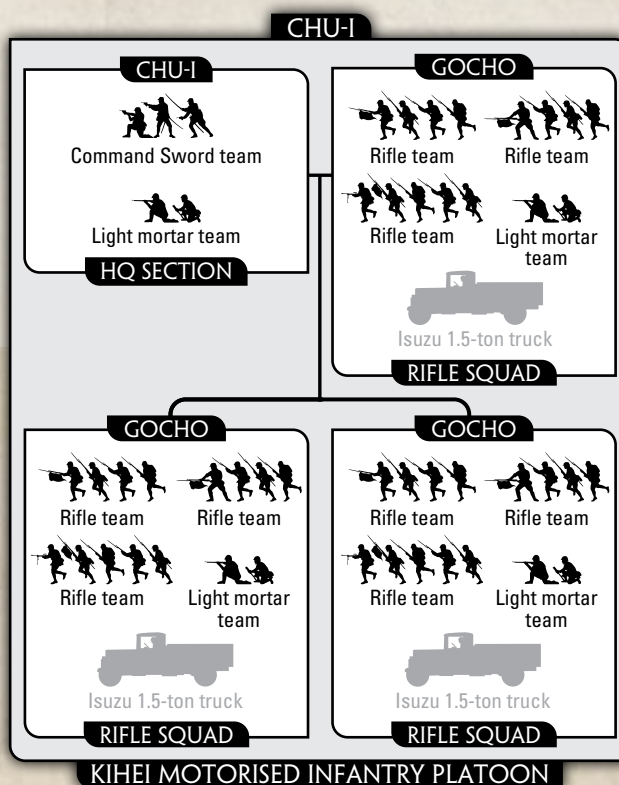 CHU-I
CHU-I
Command Sword team
Light mortar team
HQ SECTION
GOCHO
Rifle team Rifle team
Rifle team Light mortar
team
Isuzu 1.5-ton truck
RIFLE SQUAD
GOCHO
Rifle team Rifle team
Rifle team Light mortar
team
Isuzu 1.5-ton truck
RIFLE SQUAD
GOCHO
Rifle team Rifle team
Rifle team Light mortar
team
Isuzu 1.5-ton truck
RIFLE SQUAD
KIHEI MOTORISED INFANTRY PLATOON